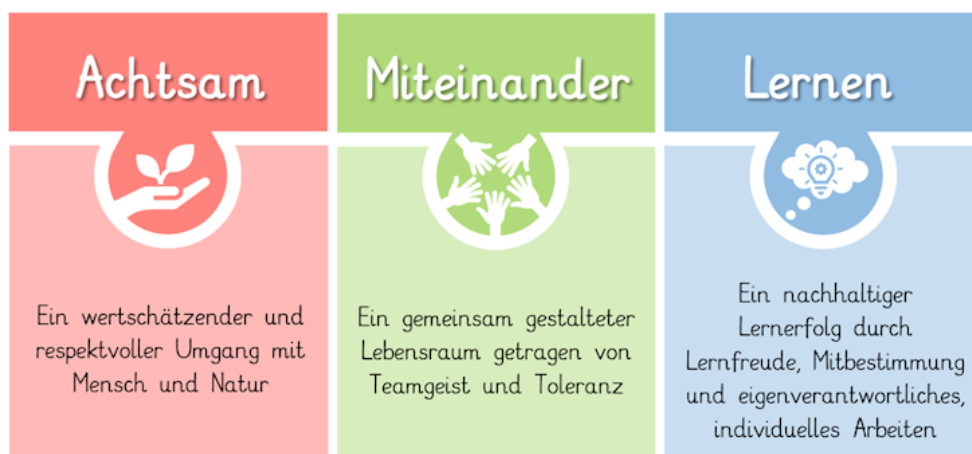 Achtsam
Ein wertschätzender und
respektvoller Umgang mit
Mensch und Natur
Miteinander
Ein gemeinsam gestalteter
Lebensraum getragen von
Teamgeist und Toleranz
Lernen
Ein nachhaltiger
Lernerfolg durch
Lernfreude, Mitbestimmung
und eigenverantwortliches,
individuelles Arbeiten